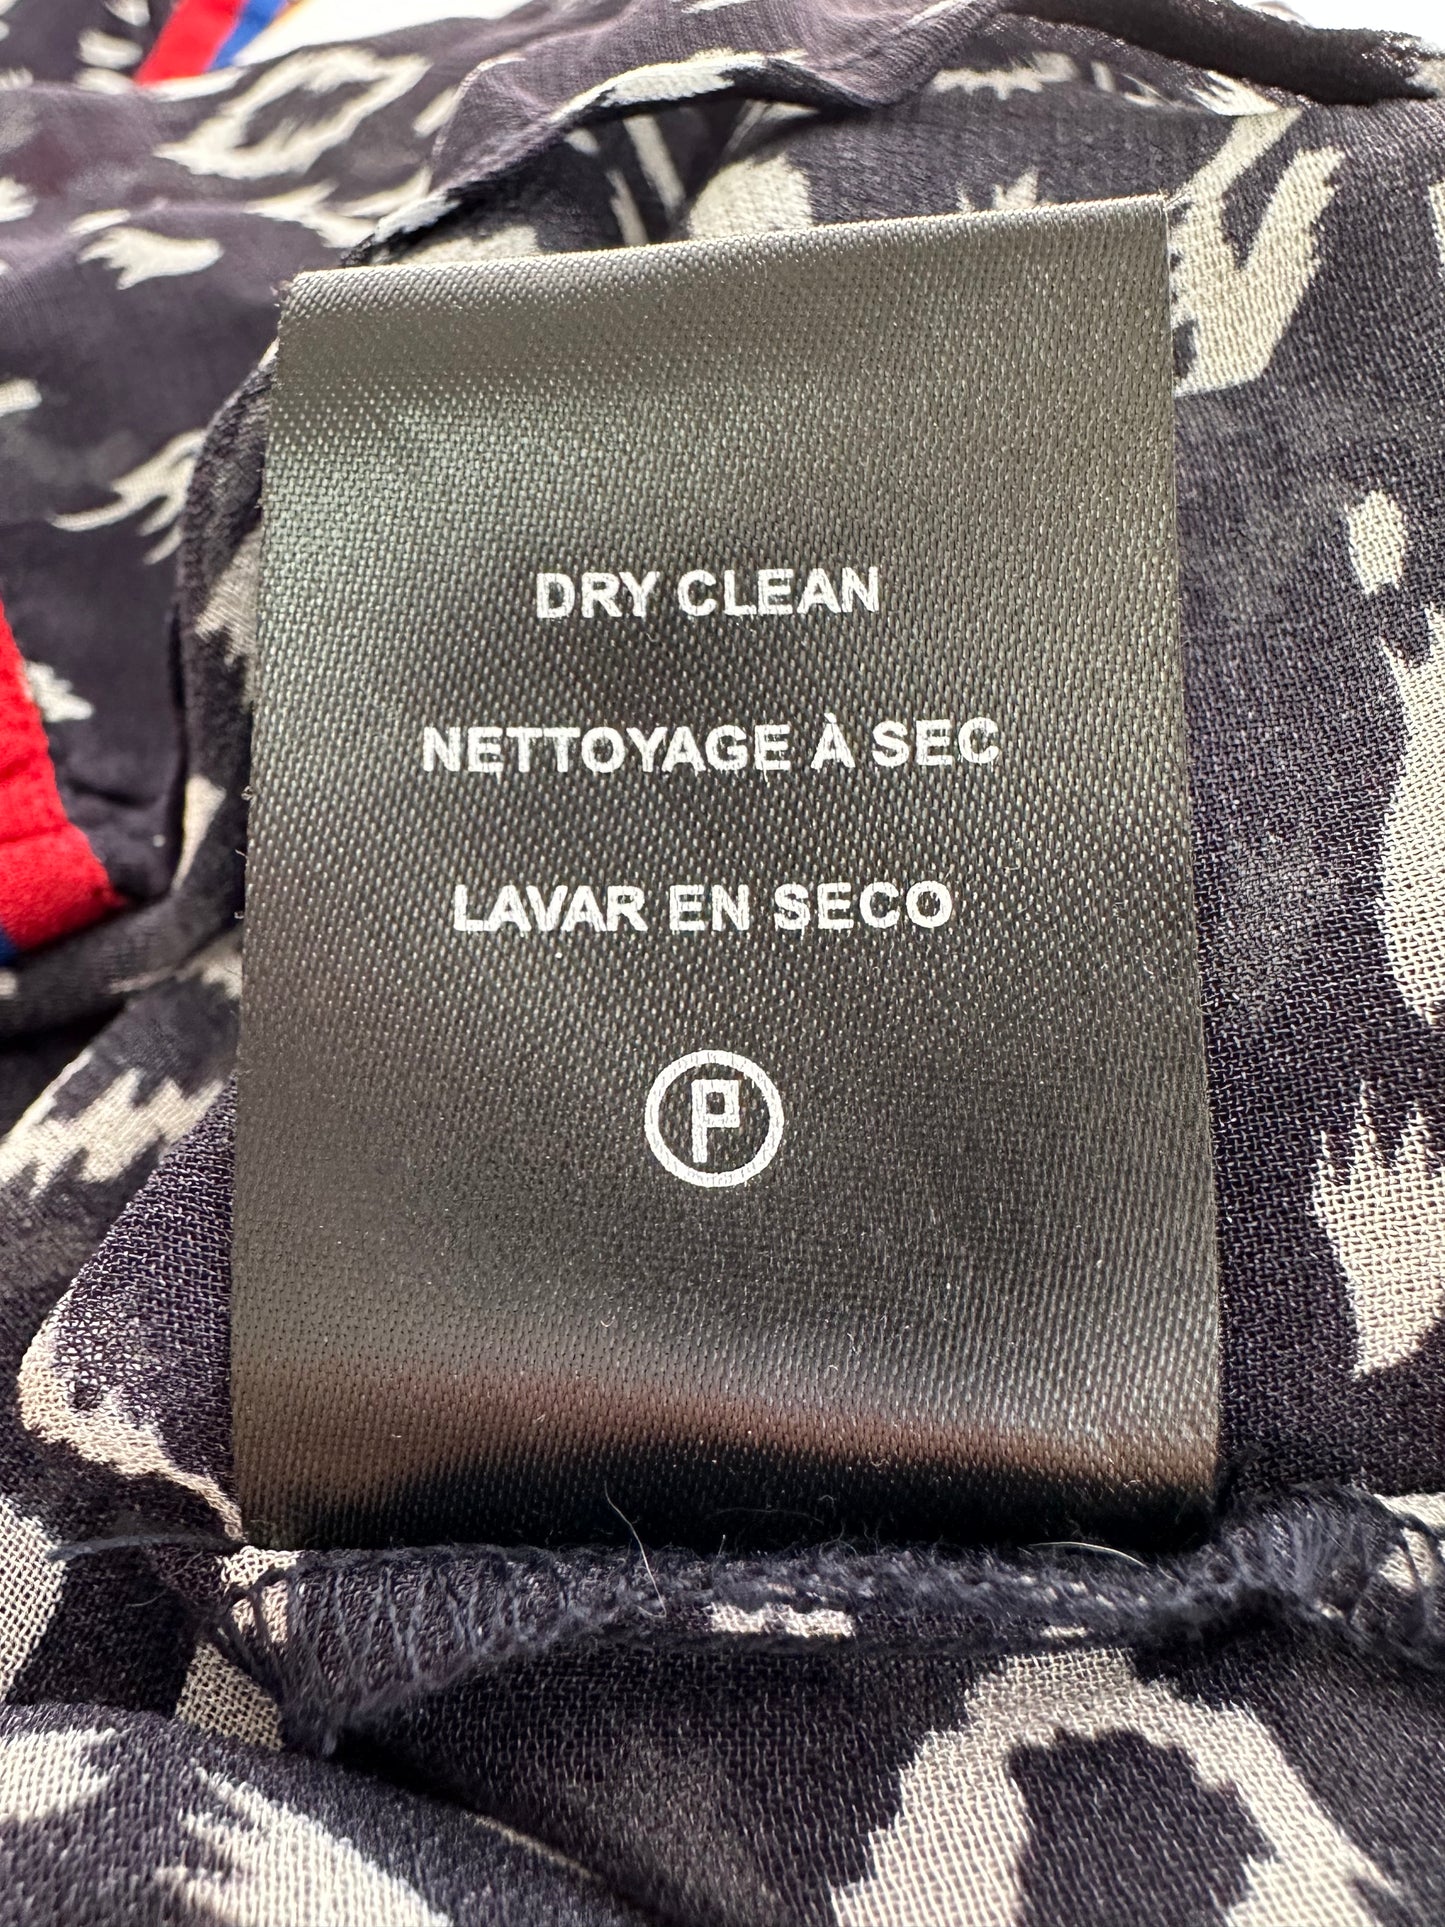 DRY CLEAN
NETTOYAGE À SEC
LAVAR EN SECO
P